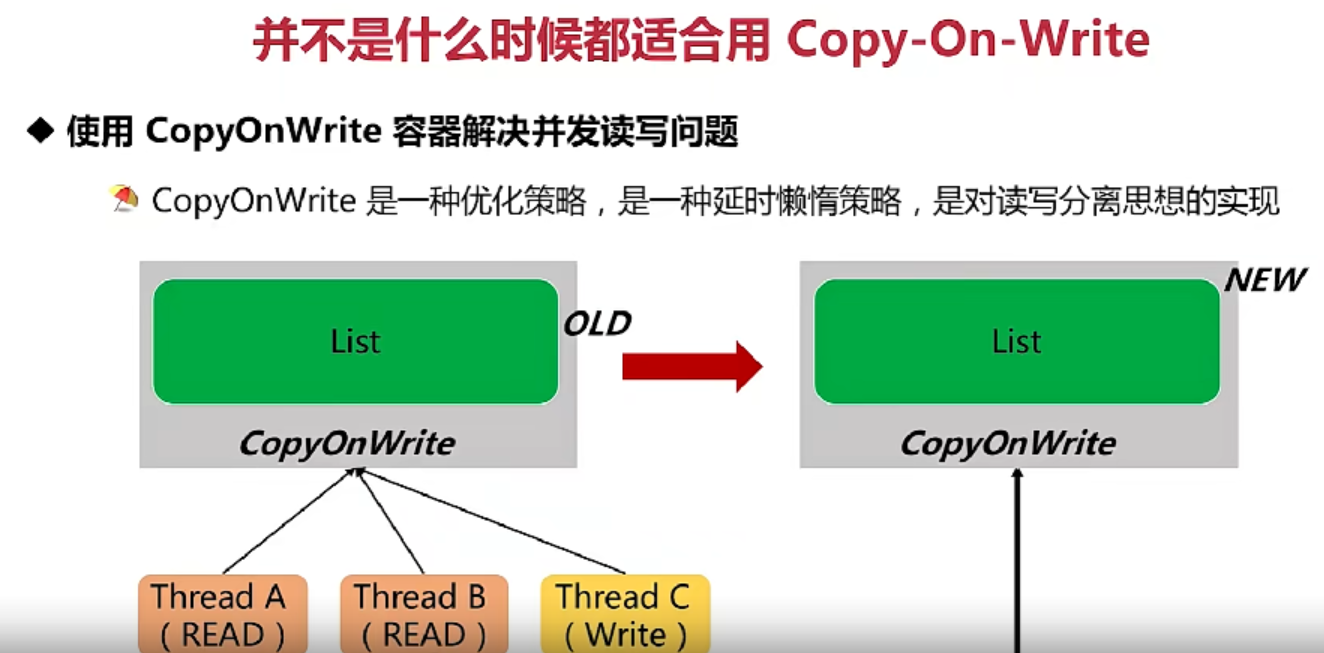 并不是什么时候都适合用 Copy-On-Write
使用 CopyOnWrite 容器解决并发读写问题
CopyOnWrite 是一种优化策略，是一种延时懒惰策略，是对读写分离思想的实现
List
OLD
CopyOnWrite
NEW
List
CopyOnWrite
Thread A
（READ）
Thread B
（READ）
Thread C
（Write）